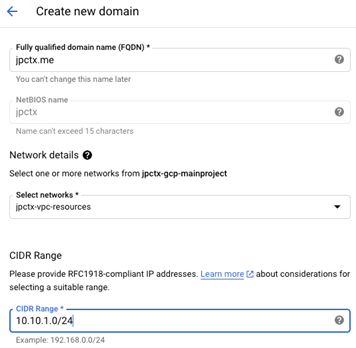 Create new domain
Fully qualified domain name (FQDN) *
jpctx.me
You can't change this name later
NetBIOS name
jpctx
Name can't exceed 15 characters
Network details
Select one or more networks from jpctx-gcp-mainproject
Select networks *
jpctx-vpc-resources
CIDR Range
Please provide RFC1918-compliant IP addresses. Learn more about considerations for
selecting a suitable range.
CIDR Range *
10.10.1.0/24
Example: 192.168.0.0/24